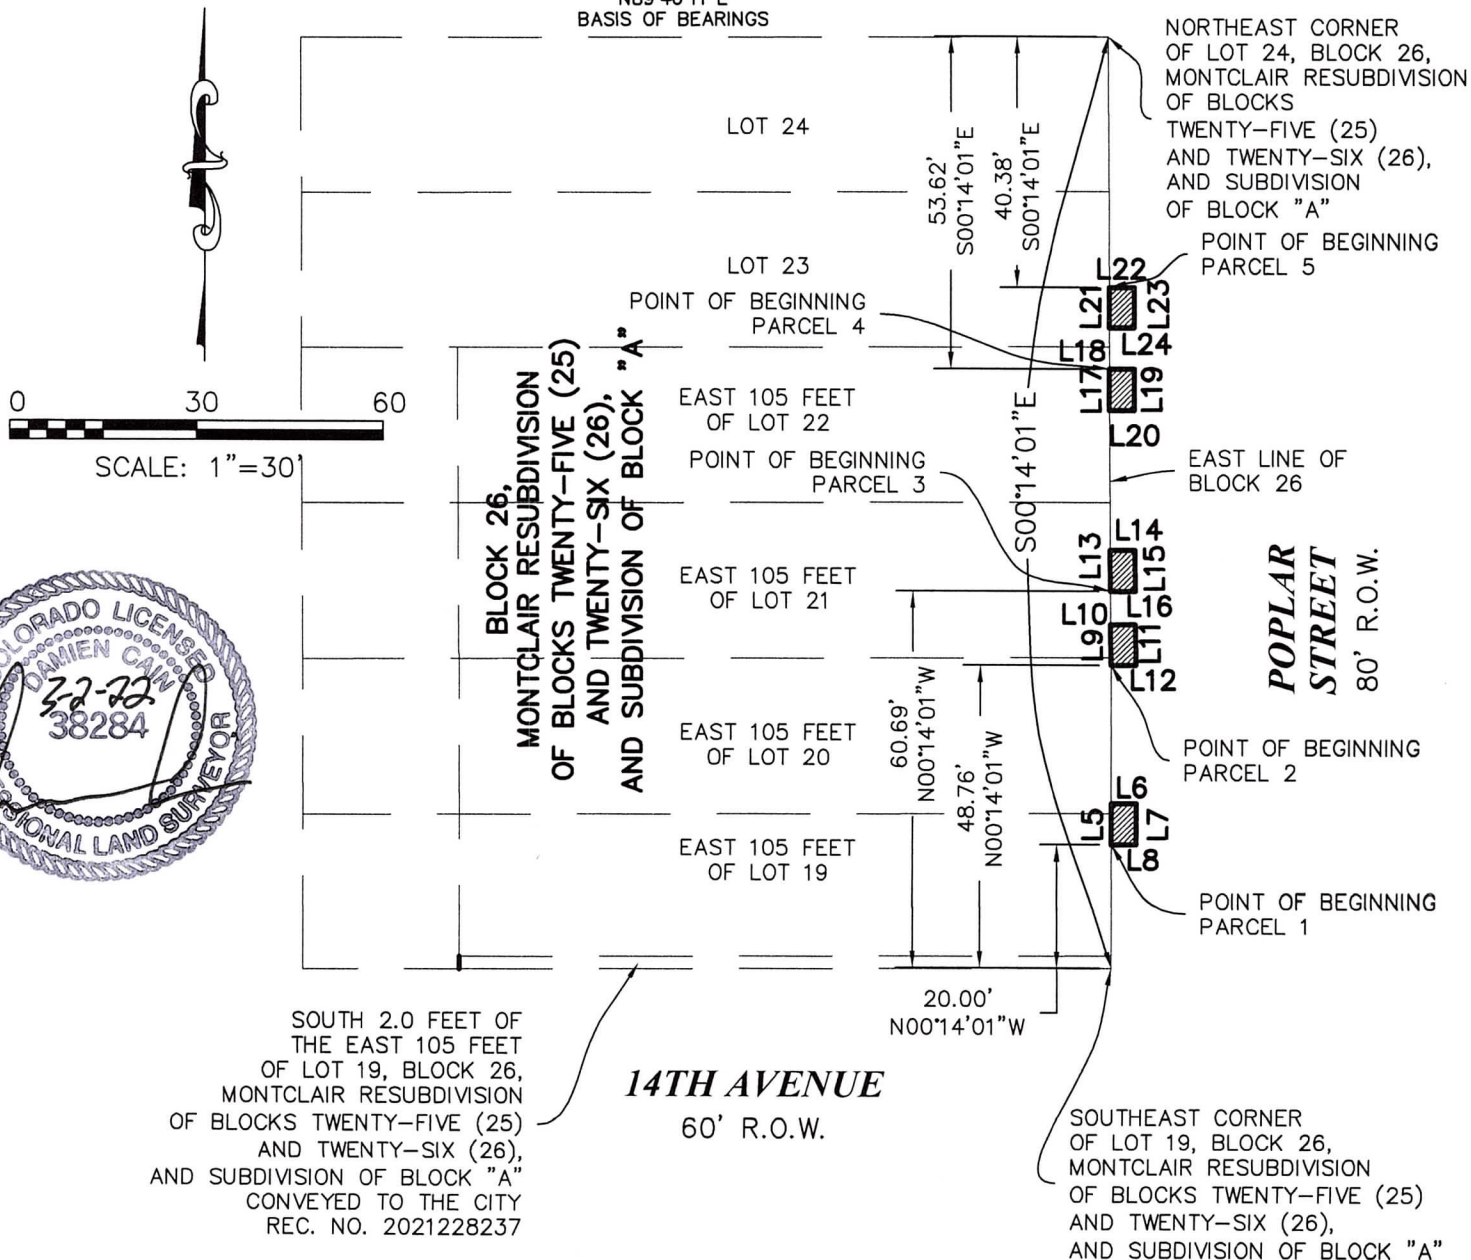 BASIS OF BEARINGS
NORTHEAST CORNER
OF LOT 24, BLOCK 26,
MONTCLAIR RESUBDIVISION
OF BLOCKS
TWENTY-FIVE (25)
AND TWENTY-SIX (26),
AND SUBDIVISION
OF BLOCK "A"
LOT 24
53.62'
S00°14'01"E
40.38'
S00°14'01"E
LOT 23
POINT OF BEGINNING
PARCEL 5
L22
L21
L23
L24
POINT OF BEGINNING
PARCEL 4
L18
L17
L19
L20
0 30 60
SCALE: 1"=30'
BLOCK 26,
MONTCLAIR RESUBDIVISION
OF BLOCKS TWENTY-FIVE (25)
AND TWENTY-SIX (26),
AND SUBDIVISION OF BLOCK "A"
EAST 105 FEET
OF LOT 22
S00°14'01"E
EAST LINE OF
BLOCK 26
POINT OF BEGINNING
PARCEL 3
L14
L13
L15
L16
EAST 105 FEET
OF LOT 21
L10
L9
L11
L12
POPLAR
STREET
80' R.O.W.
COLORADO LICENSED
DAMIEN CAIN
3-2-22
38284
PROFESSIONAL LAND SURVEYOR
EAST 105 FEET
OF LOT 20
60.69'
N00°14'01"W
48.76'
N00°14'01"W
POINT OF BEGINNING
PARCEL 2
L6
L5
L7
L8
EAST 105 FEET
OF LOT 19
POINT OF BEGINNING
PARCEL 1
20.00'
N00°14'01"W
SOUTH 2.0 FEET OF
THE EAST 105 FEET
OF LOT 19, BLOCK 26,
MONTCLAIR RESUBDIVISION
OF BLOCKS TWENTY-FIVE (25)
AND TWENTY-SIX (26),
AND SUBDIVISION OF BLOCK "A"
CONVEYED TO THE CITY
REC. NO. 2021228237
14TH AVENUE
60' R.O.W.
SOUTHEAST CORNER
OF LOT 19, BLOCK 26,
MONTCLAIR RESUBDIVISION
OF BLOCKS TWENTY-FIVE (25)
AND TWENTY-SIX (26),
AND SUBDIVISION OF BLOCK "A"